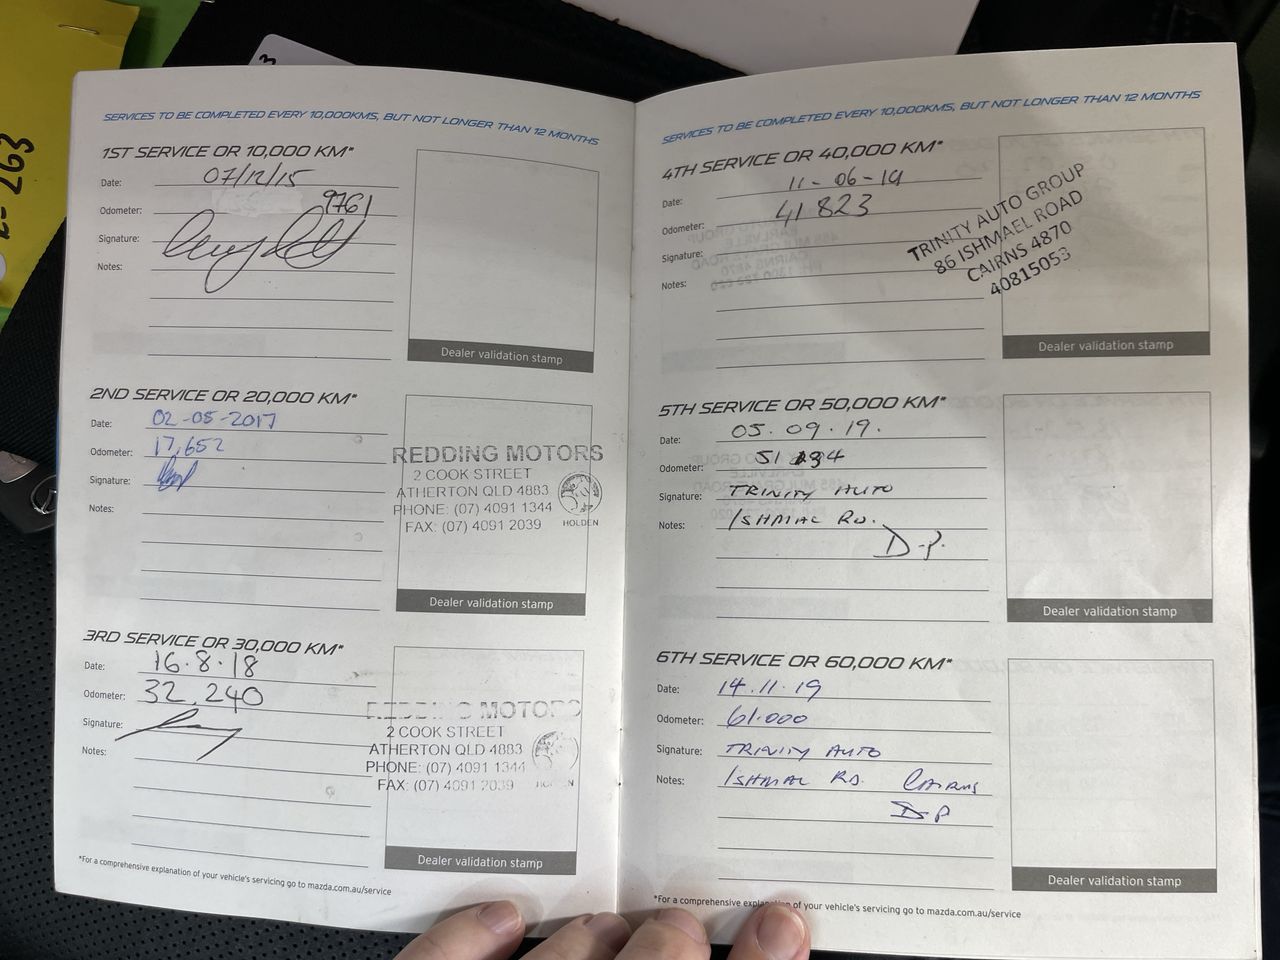 SERVICES TO BE COMPLETED EVERY 10,000KMS, BUT NOT LONGER THAN 12 MONTHS
1ST SERVICE OR 10,000 KM*
Date: 07/12/15
Odometer: 9761
Signature:
Notes:
Dealer validation stamp
2ND SERVICE OR 20,000 KM*
Date: 02-05-2017
Odometer: 17,652
Signature:
Notes:
REDDING MOTORS
2 COOK STREET
ATHERTON QLD 4883
PHONE: (07) 4091 1344
FAX: (07) 4091 2039
HOLDEN
Dealer validation stamp
3RD SERVICE OR 30,000 KM*
Date: 16.8.18
Odometer: 32,240
Signature:
Notes:
REDDING MOTORS
2 COOK STREET
ATHERTON QLD 4883
PHONE: (07) 4091 1344
FAX: (07) 4091 2039
HOLDEN
Dealer validation stamp
*For a comprehensive explanation of your vehicle's servicing go to mazda.com.au/service
SERVICES TO BE COMPLETED EVERY 10,000KMS, BUT NOT LONGER THAN 12 MONTHS
4TH SERVICE OR 40,000 KM*
Date: 11-06-19
Odometer: 41823
Signature:
Notes:
TRINITY AUTO GROUP
86 ISHMAEL ROAD
CAIRNS 4870
40815053
Dealer validation stamp
5TH SERVICE OR 50,000 KM*
Date: 05.09.19.
Odometer: 51
Signature: TRINITY AUTO
Notes: ISHMAL RD.
D.P.
Dealer validation stamp
6TH SERVICE OR 60,000 KM*
Date: 14.11.19
Odometer: 61.000
Signature: TRINITY AUTO
Notes: ISHMAL RD. CAIRNS
D.P
Dealer validation stamp
*For a comprehensive explanation of your vehicle's servicing go to mazda.com.au/service